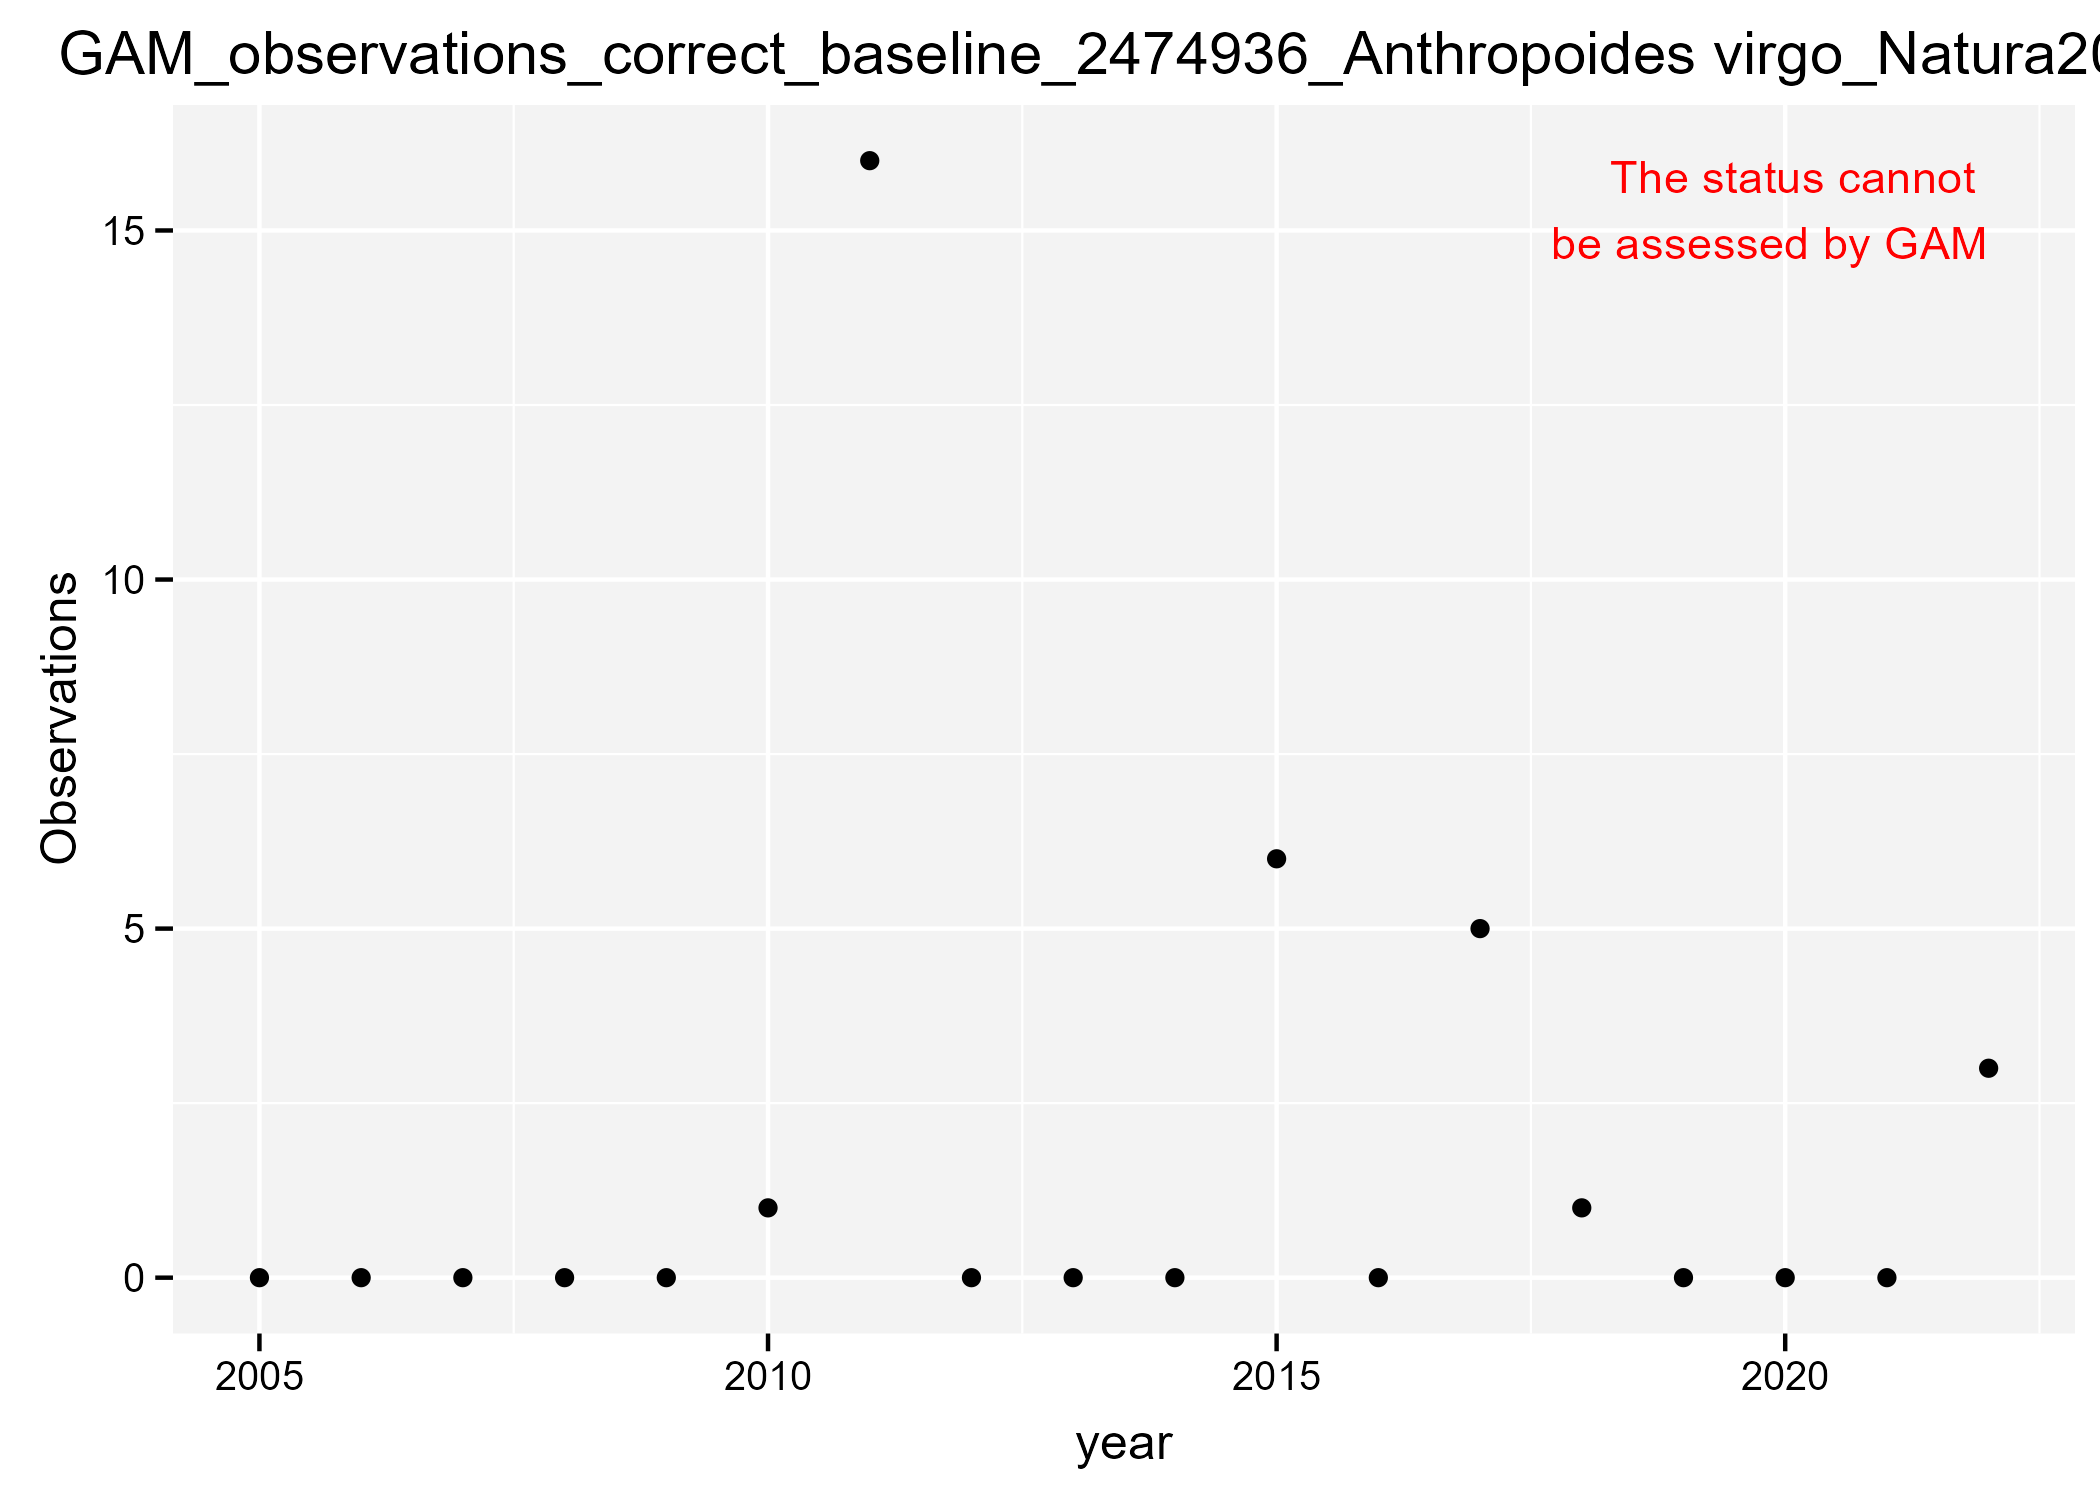 GAM_observations_correct_baseline_2474936_Anthropoides virgo_Natura20
The status cannot
be assessed by GAM
15
10
5
0
Observations
2005 2010 2015 2020
year